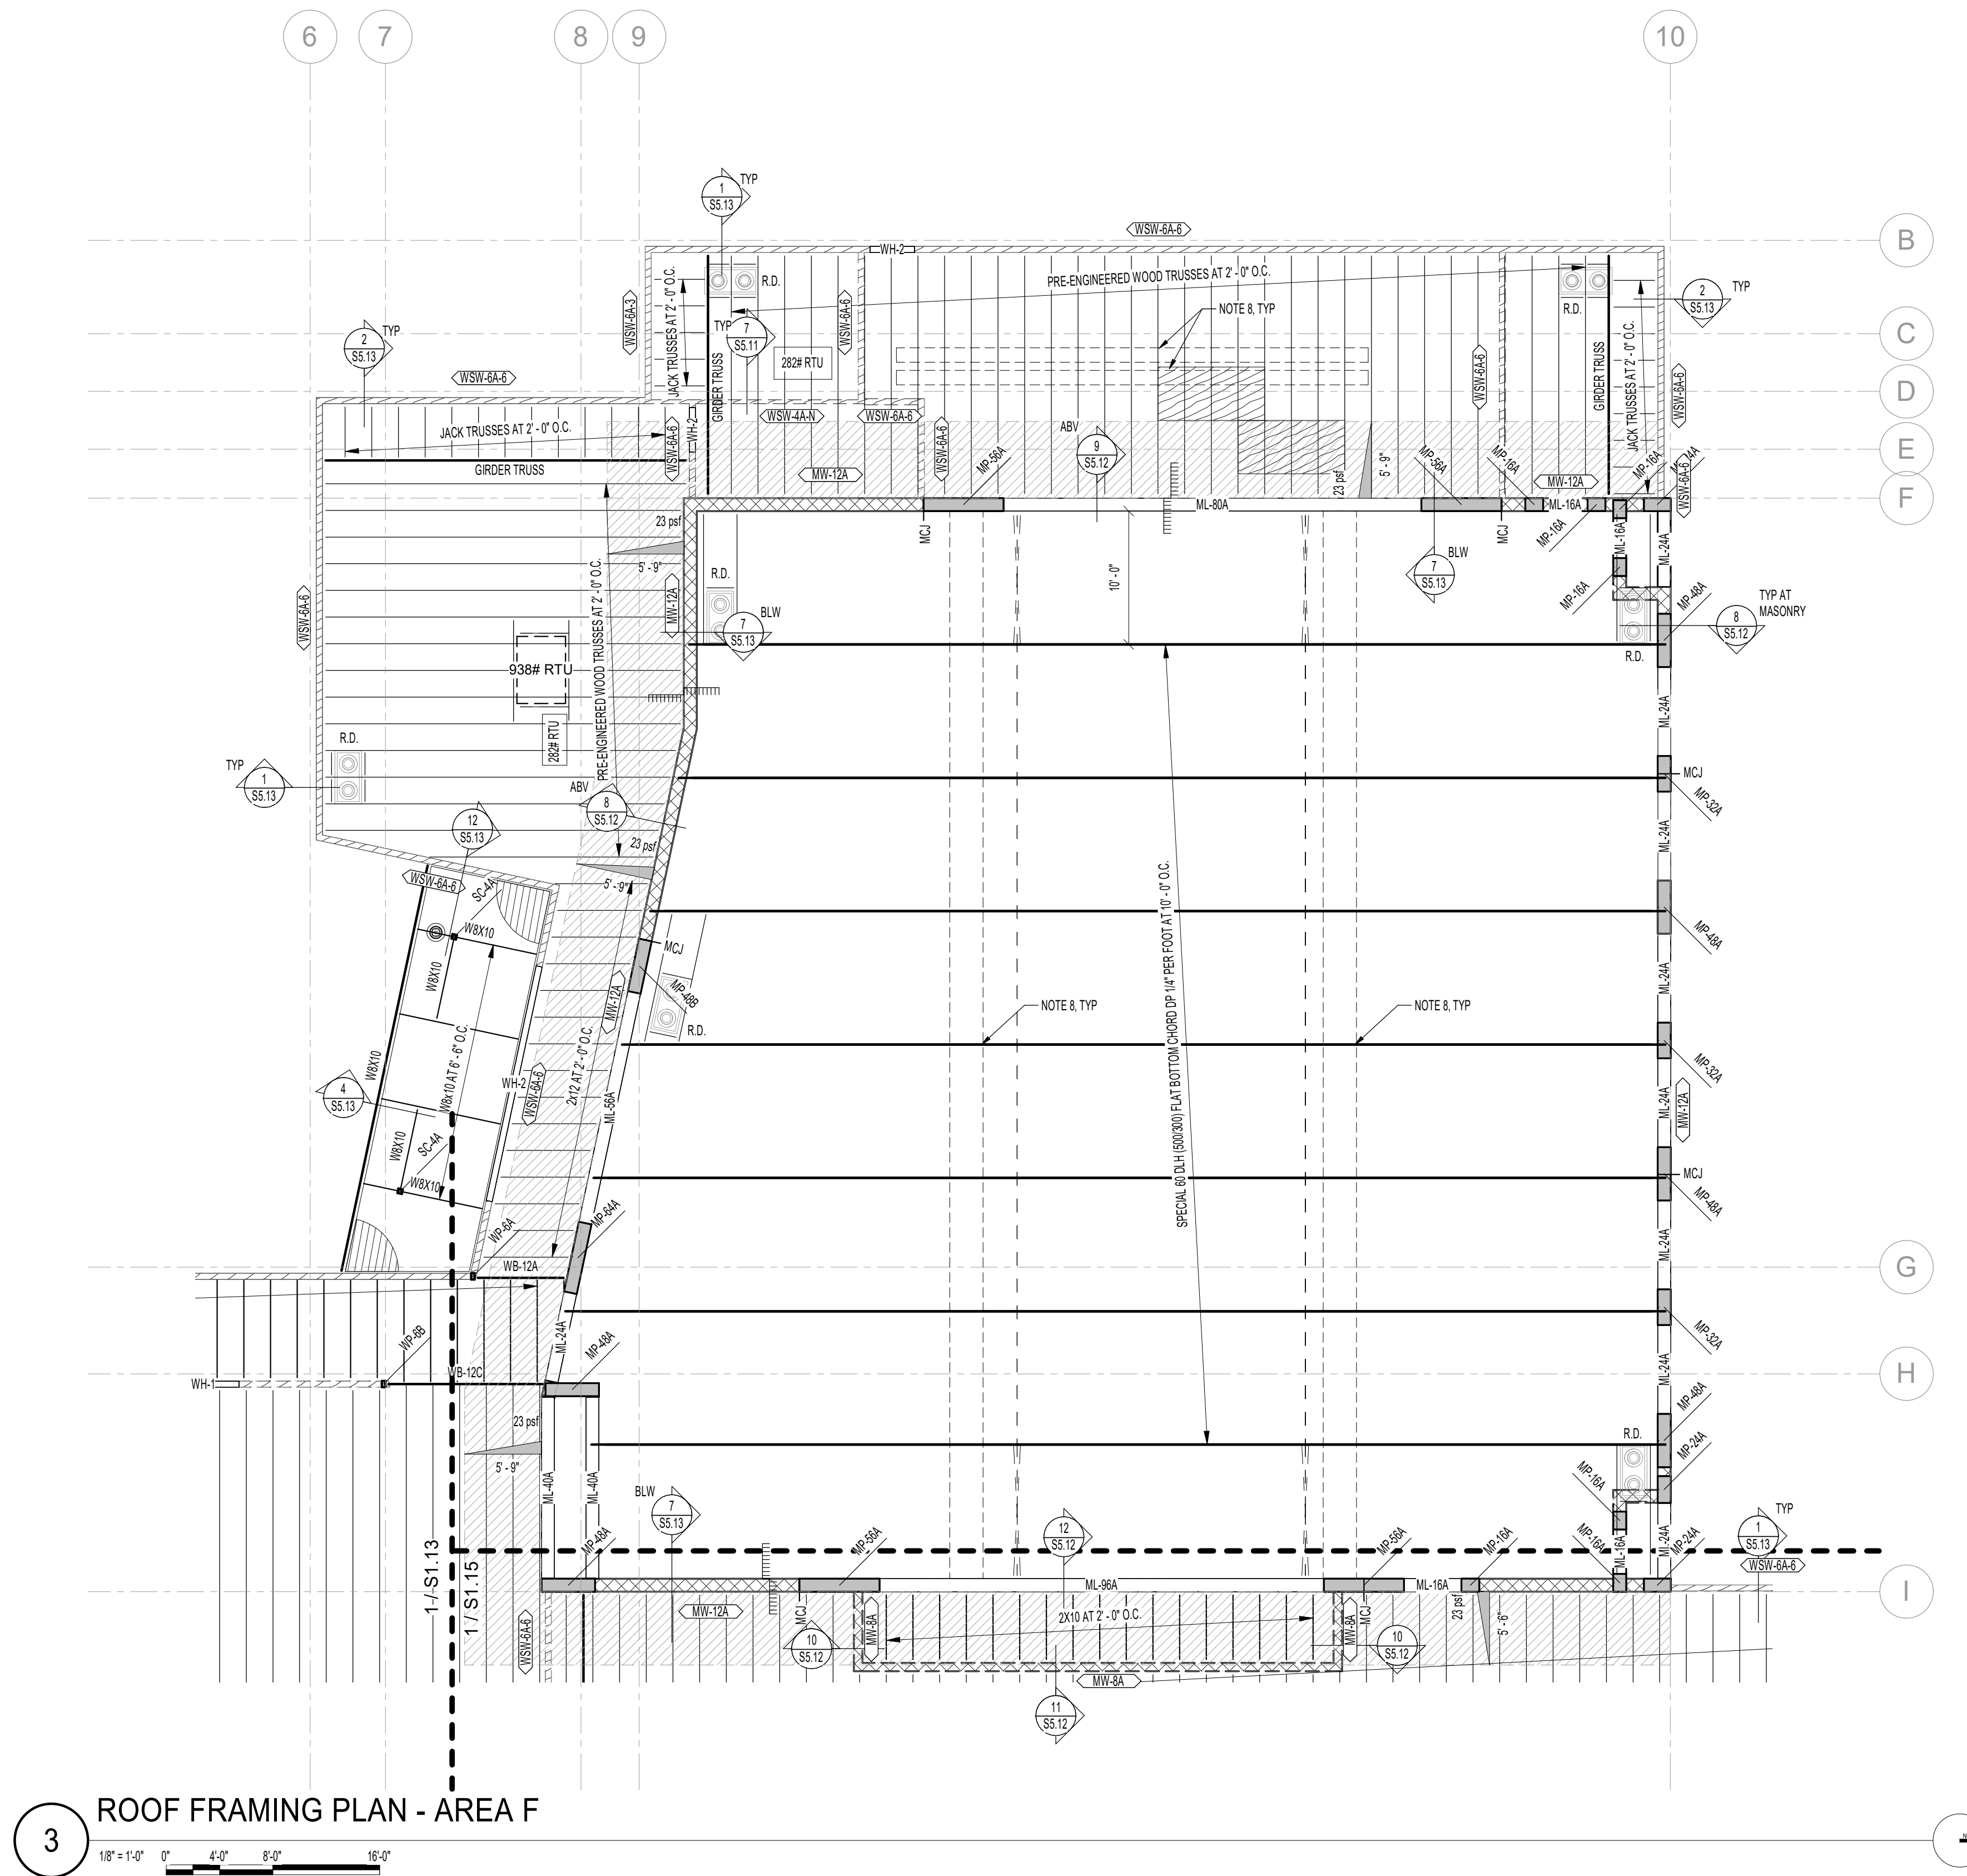 6
7
8
9
10
B
C
D
E
F
G
H
I
1
S5.13
TYP
WSW-6A-6
WH-2
JACK TRUSSES AT 2' - 0" O.C.
WSW-6A-3
R.D.
PRE-ENGINEERED WOOD TRUSSES AT 2' - 0" O.C.
WSW-6A-6
NOTE 8, TYP
R.D.
JACK TRUSSES AT 2' - 0" O.C.
2
S5.13
TYP
2
S5.13
TYP
TYP
7
S5.11
282# RTU
GIRDER TRUSS
GIRDER TRUSS
WSW-6A-6
WSW-6A-6
WSW-6A-6
WSW-4A-N
WSW-6A-6
WH-2
JACK TRUSSES AT 2' - 0" O.C.
GIRDER TRUSS
WSW-6A-6
WSW-6A-6
MW-12A
ABV
9
S5.12
MP-56A
MP-56A
MP-16A
MW-12A
MP-16A
WSW-6A-6
23 psf
5' - 9"
ML-80A
ML-16A
MCJ
MCJ
MP-16A
ML-16A
ML-24A
23 psf
5' - 9"
PRE-ENGINEERED WOOD TRUSSES AT 2' - 0" O.C.
MW-12A
R.D.
7
S5.13
BLW
10' - 0"
7
S5.13
BLW
MP-16A
MP-48A
8
S5.12
TYP AT
MASONRY
R.D.
WSW-6A-6
938# RTU
282# RTU
R.D.
TYP
1
S5.13
ABV
8
S5.12
12
S5.13
23 psf
5' - 9"
ML-24A
MCJ
MP-32A
ML-24A
MP-48A
ML-24A
MP-32A
ML-24A
MW-12A
MCJ
MP-48A
ML-24A
MP-32A
ML-24A
MP-48A
MP-24A
WSW-6A-6
SC-4A
W8X10
W8X10
W8X10
W8x10 AT 6' - 6" O.C.
4
S5.13
W8X10
SC-4A
W8X10
WH-2
WSW-6A-6
2x12 AT 2' - 0" O.C.
MW-12A
MCJ
MP-48B
R.D.
ML-56A
NOTE 8, TYP
NOTE 8, TYP
SPECIAL 60 DLH (500/300) FLAT BOTTOM CHORD DP 1/4" PER FOOT AT 10' - 0" O.C.
WP-6A
MP-64A
WB-12A
ML-24A
WP-6B
MP-48A
WH-1
WB-12C
23 psf
5' - 9"
ML-40A
ML-40A
BLW
7
S5.13
R.D.
MP-16A
12
S5.12
MP-48A
MP-56A
MP-56A
MP-16A
MP-16A
ML-16A
ML-24A
MP-24A
1
S5.13
TYP
WSW-6A-6
1 / S1.13
1 / S1.15
ML-96A
ML-16A
WSW-6A-6
MW-12A
MCJ
MW-8A
2X10 AT 2' - 0" O.C.
MW-8A
MCJ
23 psf
5' - 6"
10
S5.12
10
S5.12
MW-8A
11
S5.12
3
ROOF FRAMING PLAN - AREA F
1/8" = 1'-0"
0"
4'-0"
8'-0"
16'-0"